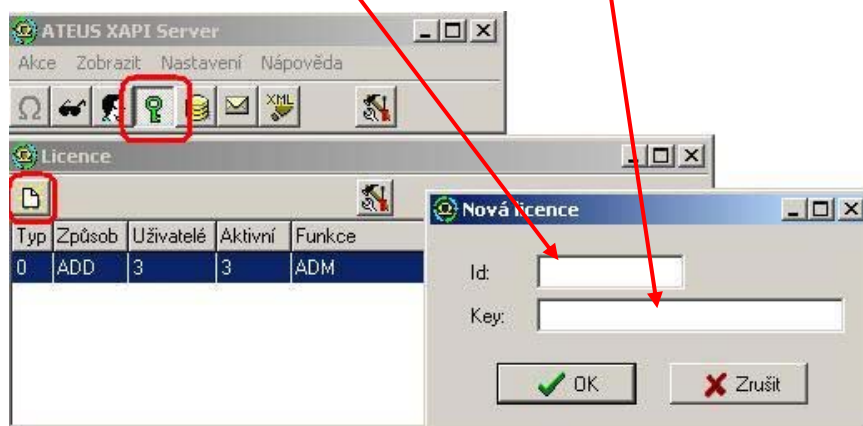 ATEUS XAPI Server
Akce Zobrazit Nastavení Nápověda
XML
Licence
Typ Způsob Uživatelé Aktivní Funkce
0 ADD 3 3 ADM
Nová licence
Id:
Key:
OK Zrušit